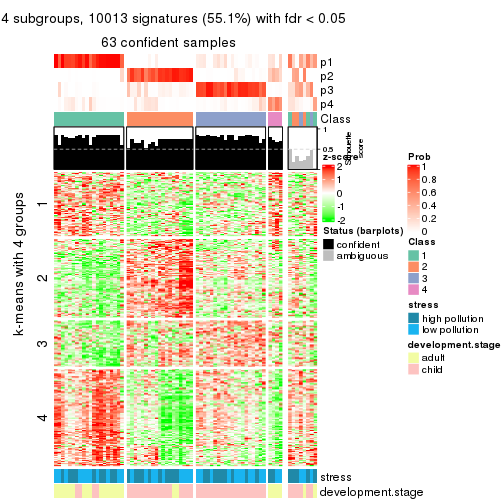 4 subgroups, 10013 signatures (55.1%) with fdr < 0.05
63 confident samples
p1
p2
p3
p4
Class
1
0.5
0
Silhouette
score
k-means with 4 groups
1
2
3
4
z-score
2
1
0
-1
-2
Status (barplots)
confident
ambiguous
Prob
1
0.8
0.6
0.4
0.2
0
Class
1
2
3
4
stress
high pollution
low pollution
development.stage
adult
child
stress
development.stage